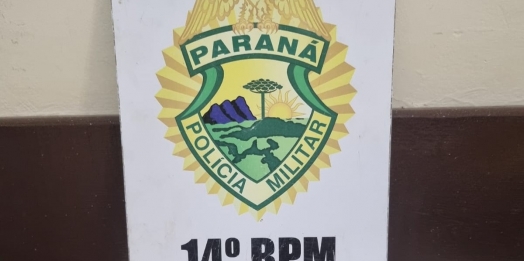 PARANÁ
POLÍCIA MILITAR
14º BPM